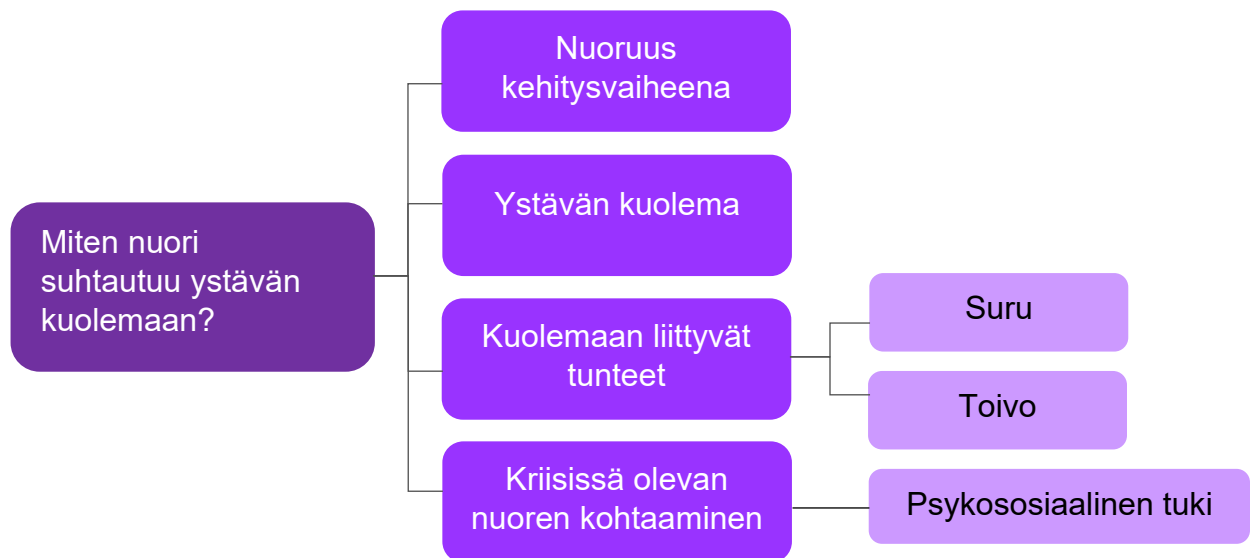 Miten nuori
suhtautuu ystävän
kuolemaan?
Nuoruus
kehitysvaiheena
Ystävän kuolema
Kuolemaan liittyvät
tunteet
Suru
Toivo
Kriisissä olevan
nuoren kohtaaminen
Psykososiaalinen tuki